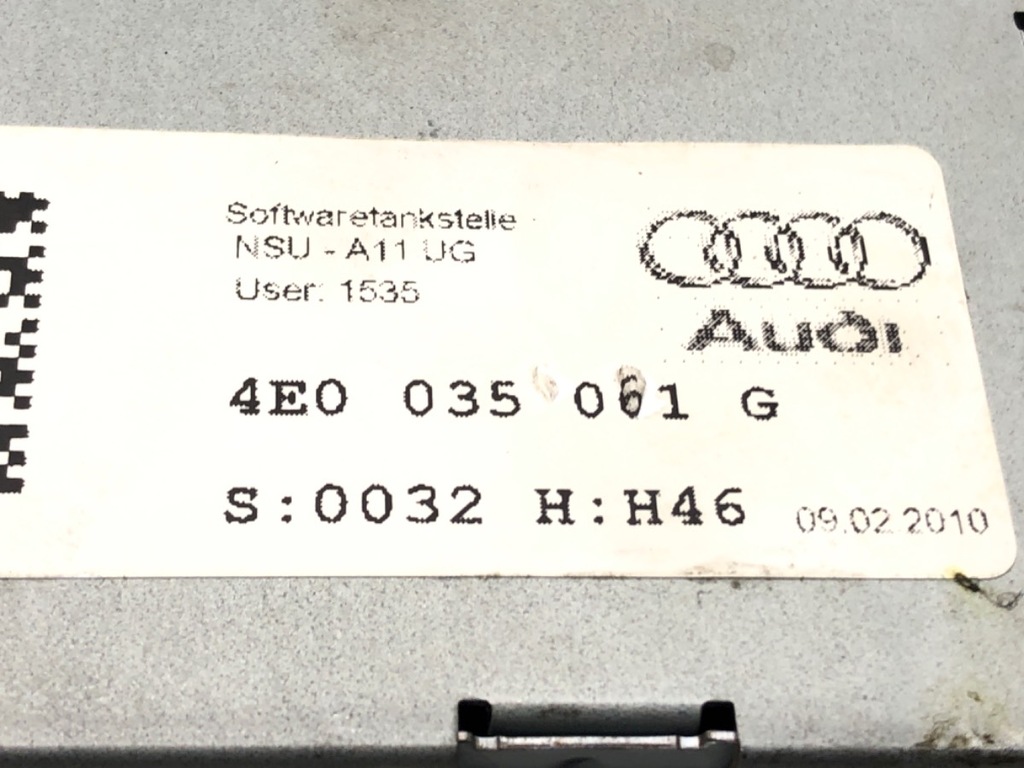 Softwaretankstelle
NSU - A11 UG
User: 1535
Audi
4E0 035 061 G
S:0032 H:H46
09.02.2010